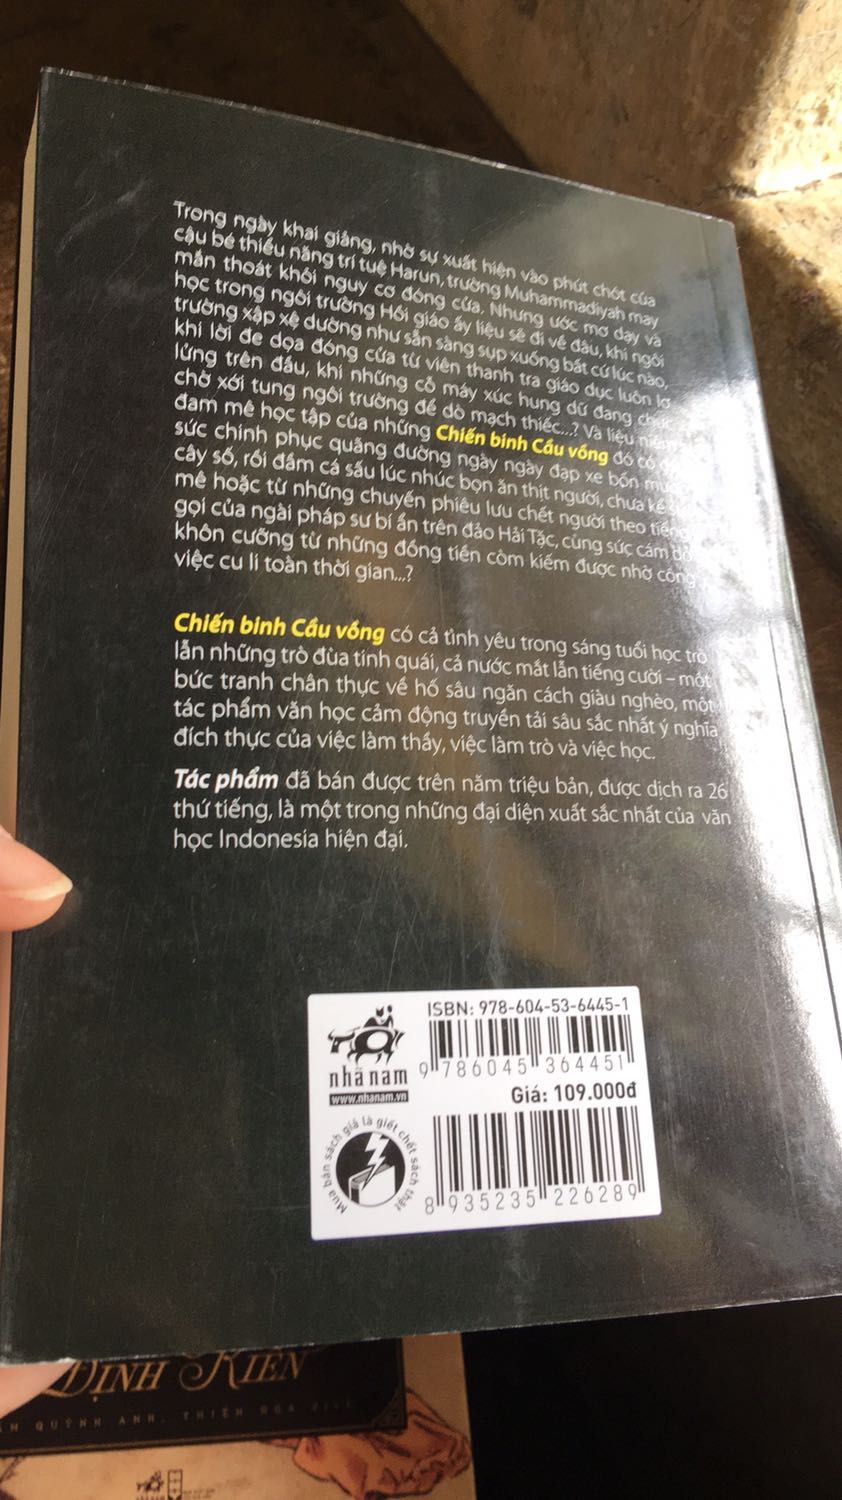 Trong ngày khai giảng, nhờ sự xuất hiện vào phút chót của
cậu bé thiểu năng trí tuệ Harun, trường Muhammadiyah may
mắn thoát khỏi nguy cơ đóng cửa. Nhưng ước mơ dạy và
học trong ngôi trường Hồi giáo ấy liệu sẽ đi về đâu, khi ngôi
trường xập xệ dường như sẵn sàng sụp xuống bất cứ lúc nào,
khi lời đe dọa đóng cửa từ viên thanh tra giáo dục luôn lơ
lửng trên đầu, khi những cỗ máy xúc hung dữ đang chực
chờ xới tung ngôi trường để dò mạch thiếc...? Và liệu niềm
đam mê học tập của những Chiến binh Cầu vồng đó có đủ
sức chinh phục quãng đường ngày ngày đạp xe bốn mươi
cây số, rồi đầm cá sấu lúc nhúc bọn ăn thịt người, chưa kể
mê hoặc từ những chuyến phiêu lưu chết người theo tiếng
gọi của ngài pháp sư bí ẩn trên đảo Hải Tặc, cùng sức cám dỗ
khôn cưỡng từ những đồng tiền còm kiếm được nhờ công
việc cu li toàn thời gian...?
Chiến binh Cầu vồng có cả tình yêu trong sáng tuổi học trò
lẫn những trò đùa tinh quái, cả nước mắt lẫn tiếng cười – một
bức tranh chân thực về hố sâu ngăn cách giàu nghèo, một
tác phẩm văn học cảm động truyền tải sâu sắc nhất ý nghĩa
đích thực của việc làm thầy, việc làm trò và việc học.
Tác phẩm đã bán được trên năm triệu bản, được dịch ra 26
thứ tiếng, là một trong những đại diện xuất sắc nhất của văn
học Indonesia hiện đại.
ISBN: 978-604-53-6445-1
9 786045 364451
nhã nam
www.nhanam.vn
Giá: 109.000đ
Mua bán sách giả là giết chết sách thật
8 935235 226289
ĐỊNH KIẾN
QUỲNH ANH, THIÊN NGA